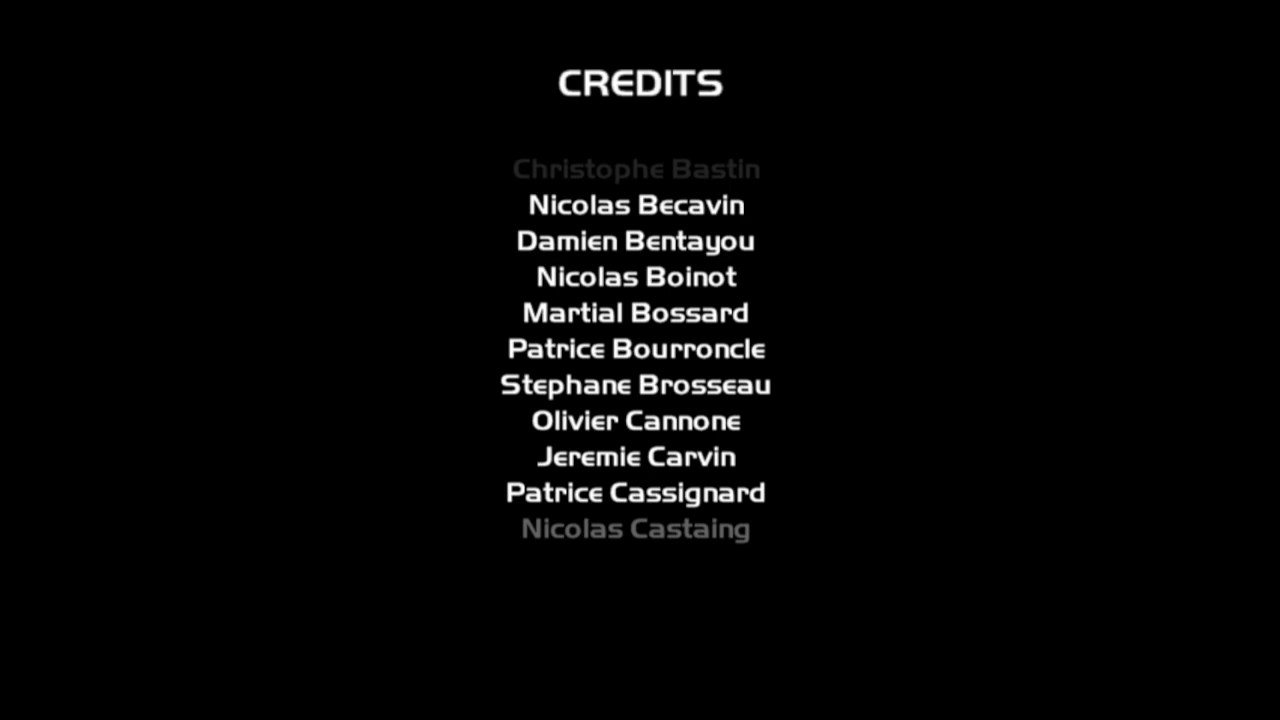 CREDITS
Christophe Bastin
Nicolas Becavin
Damien Bentayou
Nicolas Boinot
Martial Bossard
Patrice Bourroncle
Stephane Brosseau
Olivier Cannone
Jeremie Carvin
Patrice Cassignard
Nicolas Castaing